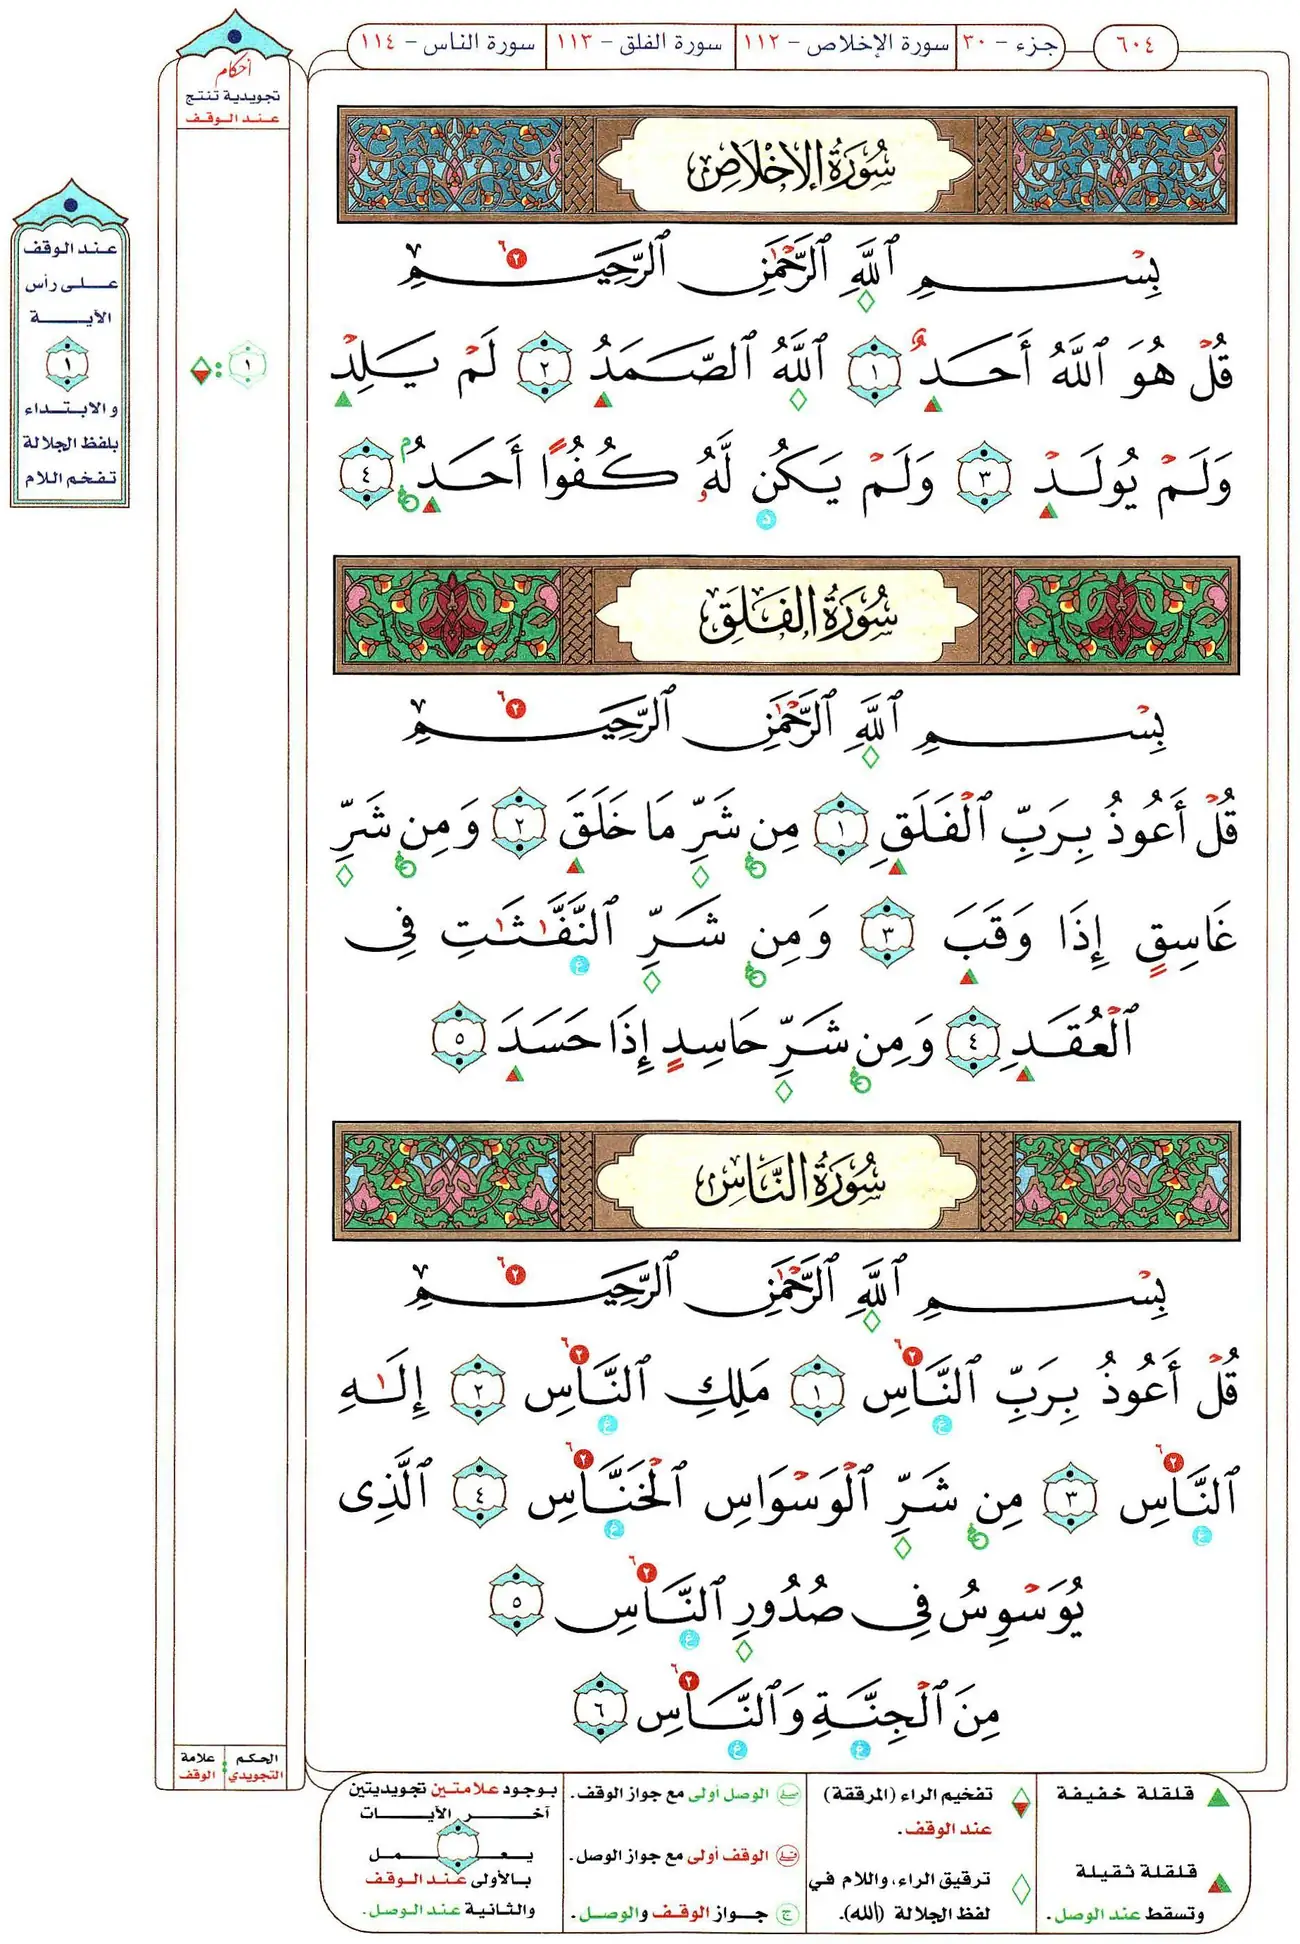 ٦٠٤
جزء - ٣٠ سورة الإخلاص - ١١٢ سورة الفلق - ١١٣ سورة الناس - ١١٤
أحكام
تجويدية تنتج
عند الوقف
سُورَةُ الإِخْلَاصِ
بِسْمِ ٱللَّهِ ٱلرَّحْمَٰنِ ٱلرَّحِيمِ
قُلْ هُوَ ٱللَّهُ أَحَدٌ ١ ٱللَّهُ ٱلصَّمَدُ ٢ لَمْ يَلِدْ
وَلَمْ يُولَدْ ٣ وَلَمْ يَكُن لَّهُۥ كُفُوًا أَحَدٌۢ ٤
عند الوقف
على رأس
الآية
١
والابتداء
بلفظ الجلالة
تفخم اللام
١ :
سُورَةُ الفَلَقِ
بِسْمِ ٱللَّهِ ٱلرَّحْمَٰنِ ٱلرَّحِيمِ
قُلْ أَعُوذُ بِرَبِّ ٱلْفَلَقِ ١ مِن شَرِّ مَا خَلَقَ ٢ وَمِن شَرِّ
غَاسِقٍ إِذَا وَقَبَ ٣ وَمِن شَرِّ ٱلنَّفَّٰثَٰتِ فِى
ٱلْعُقَدِ ٤ وَمِن شَرِّ حَاسِدٍ إِذَا حَسَدَ ٥
سُورَةُ النَّاسِ
بِسْمِ ٱللَّهِ ٱلرَّحْمَٰنِ ٱلرَّحِيمِ
قُلْ أَعُوذُ بِرَبِّ ٱلنَّاسِ ١ مَلِكِ ٱلنَّاسِ ٢ إِلَٰهِ
ٱلنَّاسِ ٣ مِن شَرِّ ٱلْوَسْوَاسِ ٱلْخَنَّاسِ ٤ ٱلَّذِى
يُوَسْوِسُ فِى صُدُورِ ٱلنَّاسِ ٥
مِنَ ٱلْجِنَّةِ وَٱلنَّاسِ ٦
الحكم التجويدي : علامة الوقف
قلقلة خفيفة
قلقلة ثقيلة
وتسقط عند الوصل.
تفخيم الراء (المرققة)
عند الوقف.
ترقيق الراء، واللام في
لفظ الجلالة (الله).
صلى الوصل أولى مع جواز الوقف.
قلى الوقف أولى مع جواز الوصل.
ج جواز الوقف والوصل.
بوجود علامتين تجويديتين
آخر الآيات
يعمل
بالأولى عند الوقف
والثانية عند الوصل.